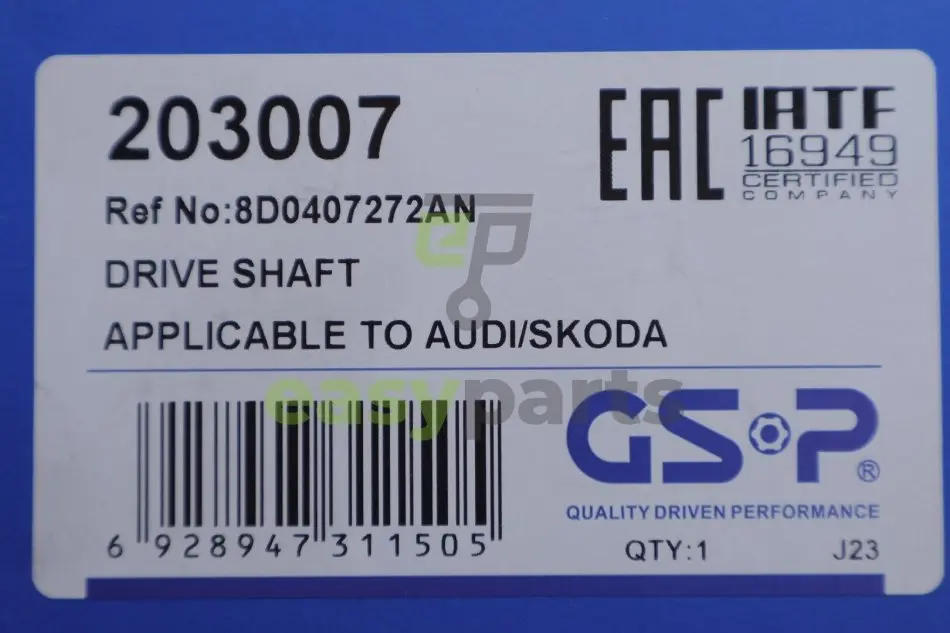 203007
EAC
IATF
16949
CERTIFIED
COMPANY
Ref No:8D0407272AN
DRIVE SHAFT
APPLICABLE TO AUDI/SKODA
ep
easyparts
GSP®
QUALITY DRIVEN PERFORMANCE
6 928947 311505
QTY:1
J23